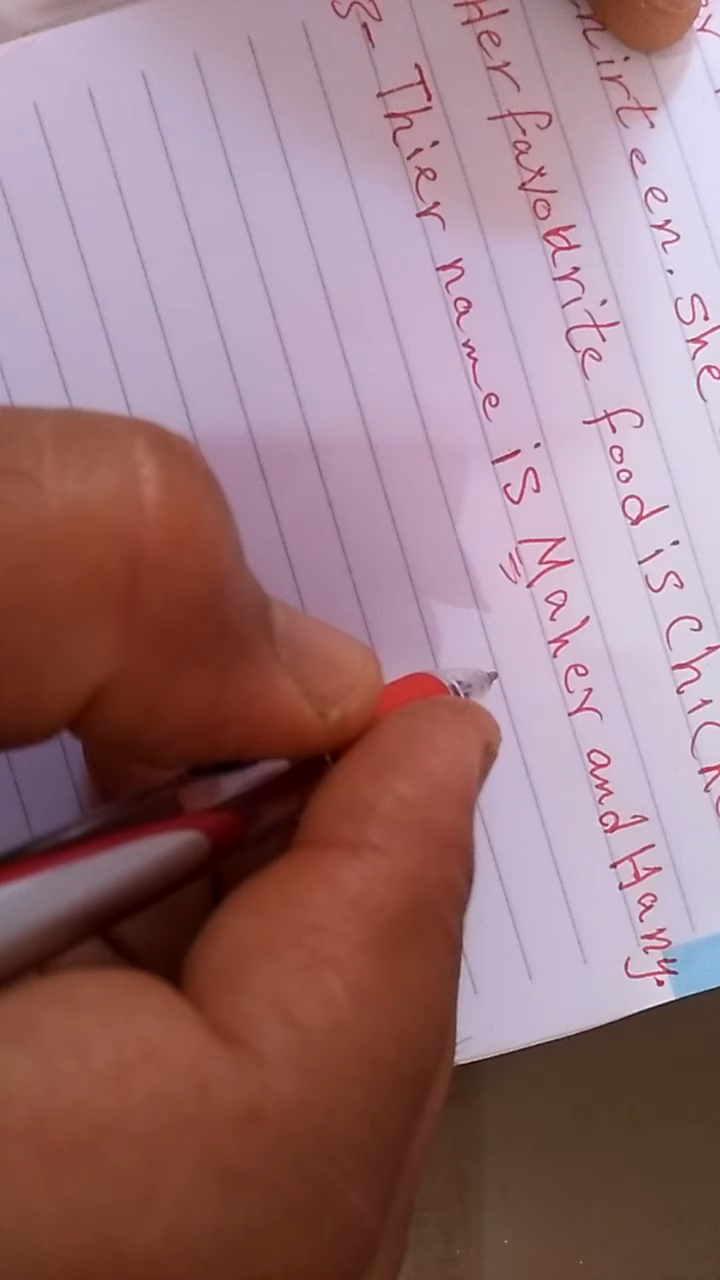 thirteen. She
Her favourite food is chick
3- Thier name is Maher and Hany.